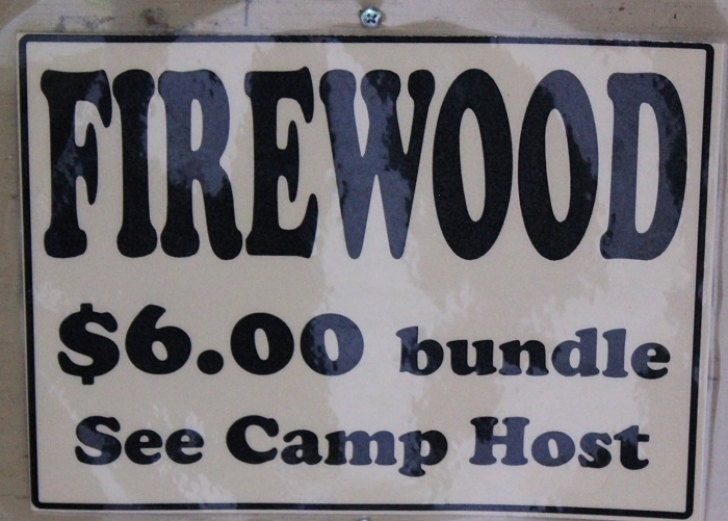 FIREWOOD
$6.00 bundle
See Camp Host